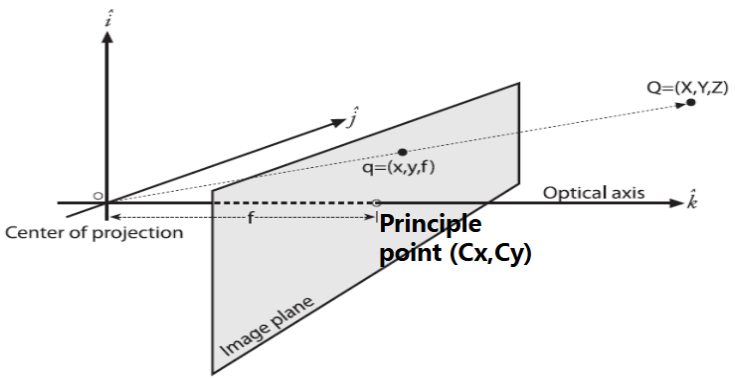 î
ĵ
Q=(X,Y,Z)
q=(x,y,f)
O
Optical axis
k̂
f
Center of projection
Principle
point (Cx,Cy)
Image plane